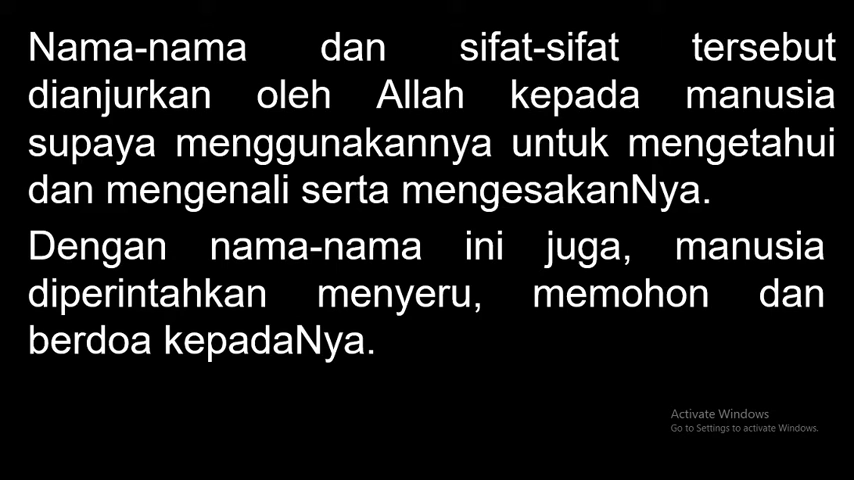 Nama-nama dan sifat-sifat tersebut
dianjurkan oleh Allah kepada manusia
supaya menggunakannya untuk mengetahui
dan mengenali serta mengesakanNya.
Dengan nama-nama ini juga, manusia
diperintahkan menyeru, memohon dan
berdoa kepadaNya.
Activate Windows
Go to Settings to activate Windows.